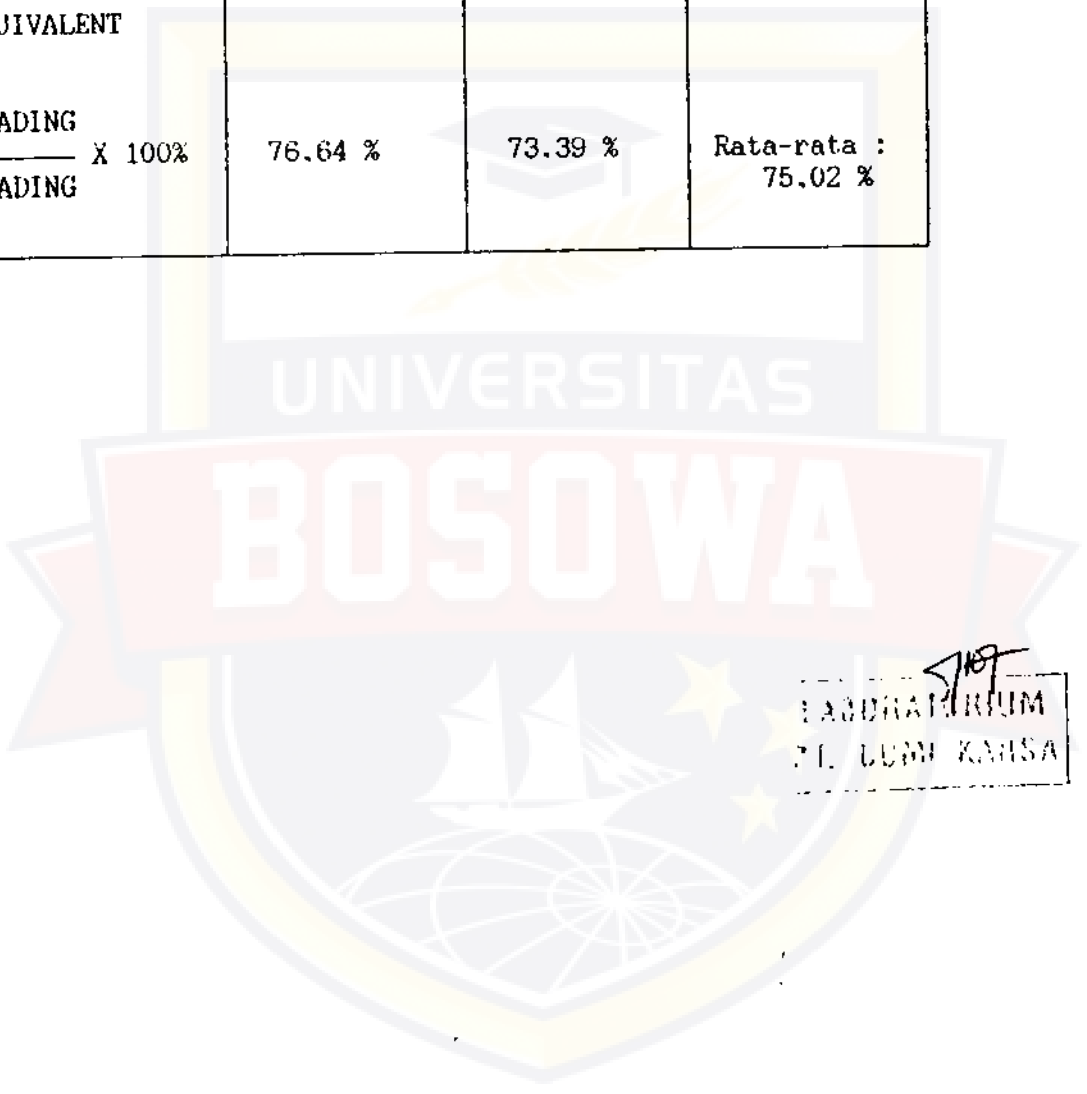 UIVALENT
ADING
—— X 100%
ADING
76.64 %
73.39 %
Rata-rata :
75.02 %
UNIVERSITAS
BOSOWA